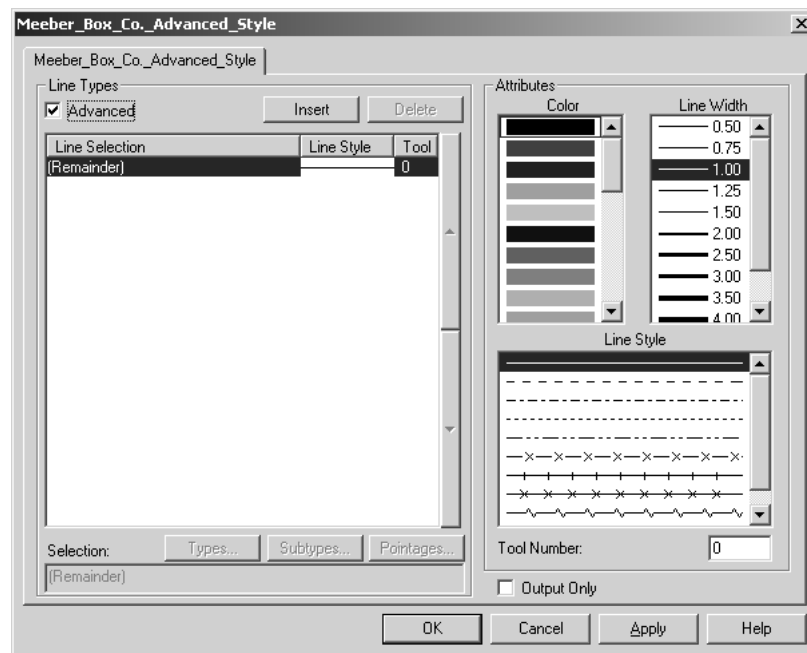 Meeber_Box_Co._Advanced_Style
Meeber_Box_Co._Advanced_Style
Line Types
Advanced
Insert
Delete
Line Selection Line Style Tool
(Remainder) 0
Selection:
Types...
Subtypes...
Pointages...
(Remainder)
Attributes
Color
Line Width
0.50
0.75
1.00
1.25
1.50
2.00
2.50
3.00
3.50
4.00
Line Style
Tool Number: 0
Output Only
OK
Cancel
Apply
Help